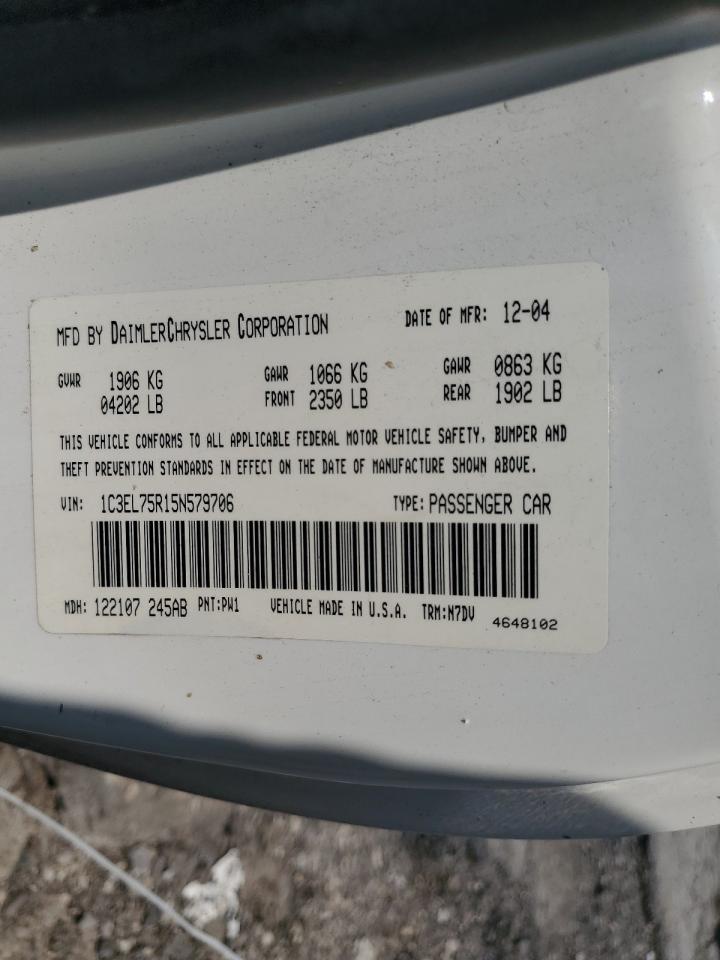 MFD BY DAIMLERCHRYSLER CORPORATION DATE OF MFR: 12-04
GVWR 1906 KG GAWR 1066 KG GAWR 0863 KG
04202 LB FRONT 2350 LB REAR 1902 LB
THIS VEHICLE CONFORMS TO ALL APPLICABLE FEDERAL MOTOR VEHICLE SAFETY, BUMPER AND
THEFT PREVENTION STANDARDS IN EFFECT ON THE DATE OF MANUFACTURE SHOWN ABOVE.
VIN: 1C3EL75R15N579706 TYPE: PASSENGER CAR
MDH: 122107 245AB PNT:PW1 VEHICLE MADE IN U.S.A. TRM:N7DV
4648102